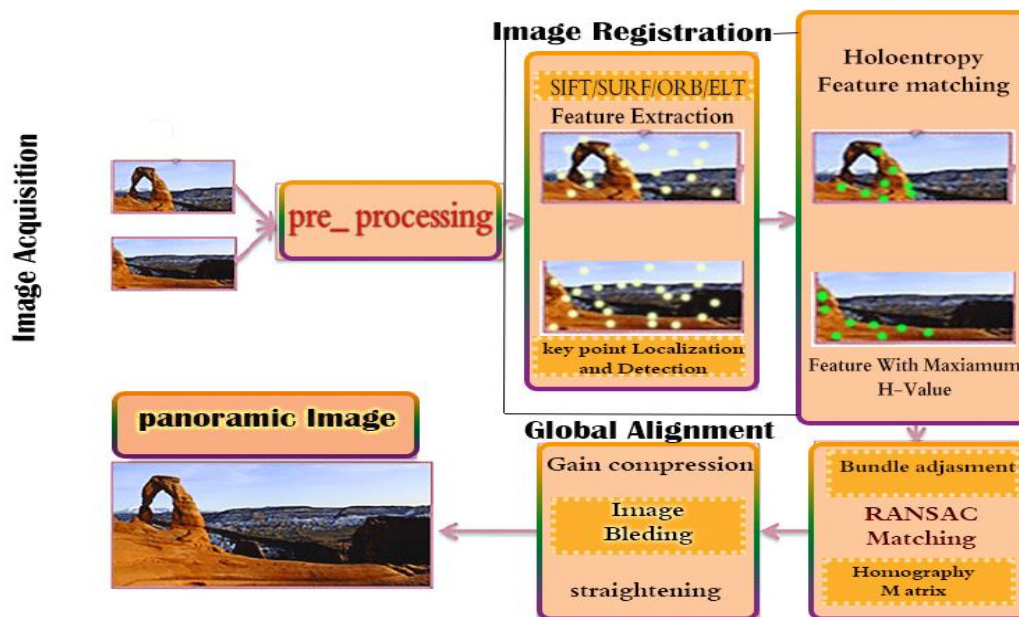 Image Acquisition
pre_ processing
Image Registration
SIFT/SURF/ORB/ELT
Feature Extraction
key point Localization
and Detection
Holoentropy
Feature matching
Feature With Maxiamum
H-Value
Bundle adjasment
RANSAC
Matching
Homography
M atrix
Global Alignment
Gain compression
Image
Bleding
straightening
panoramic Image